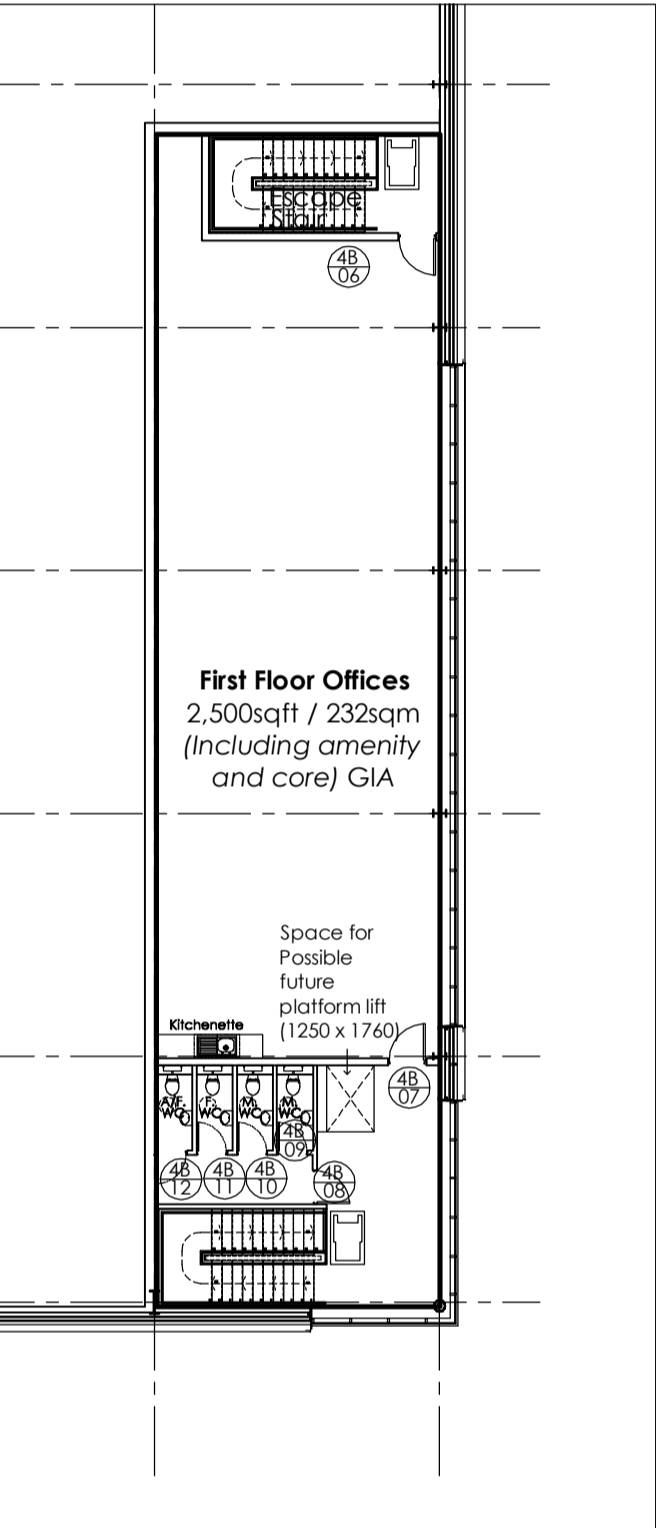 Escape
Stair
4B
06
First Floor Offices
2,500sqft / 232sqm
(Including amenity
and core) GIA
Space for
Possible
future
platform lift
(1250 x 1760)
Kitchenette
4B
07
A/F.
WC
F.
WC
M.
WC
M.
WC
4B
09
4B
12
4B
11
4B
10
4B
08